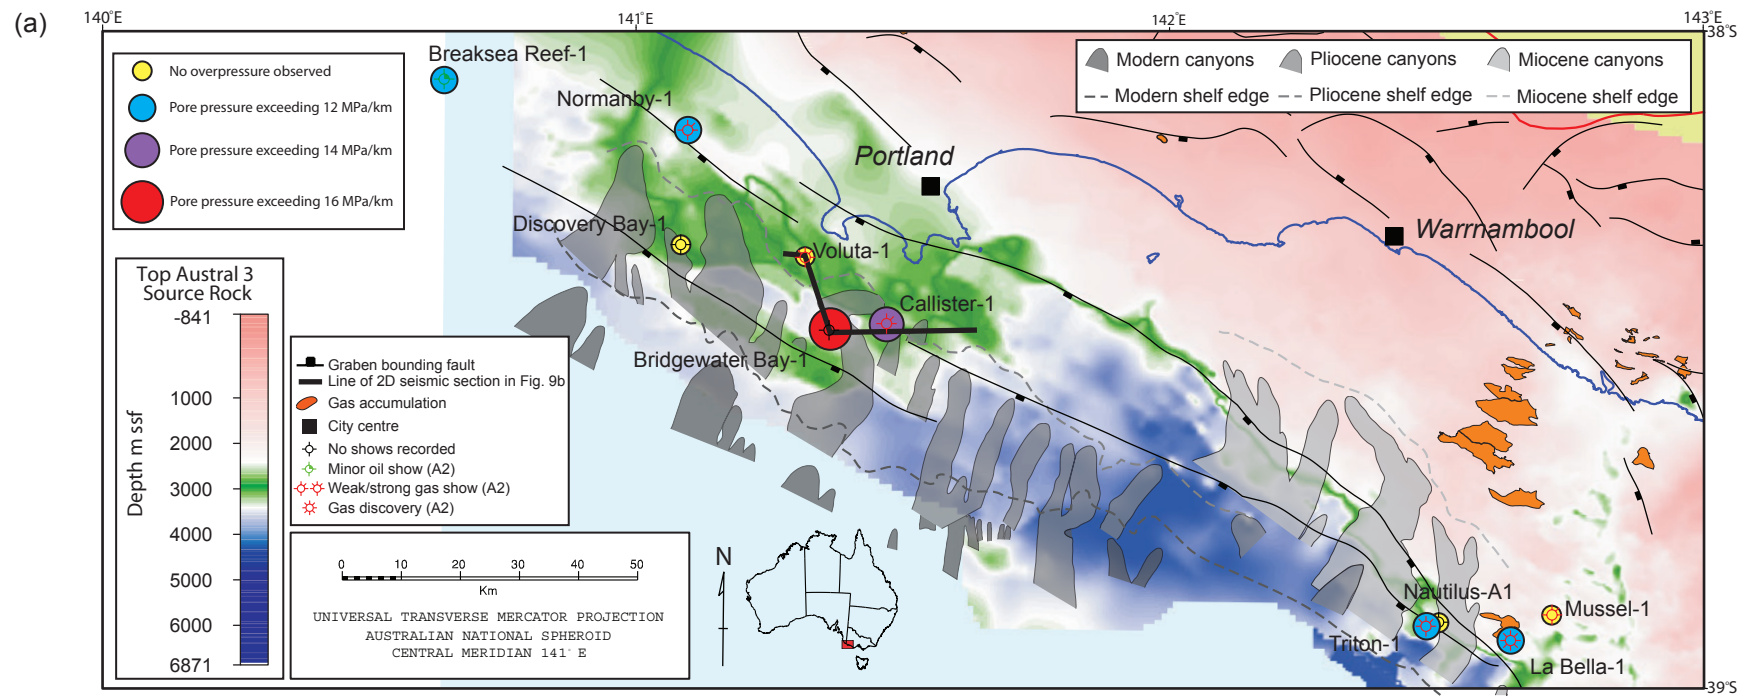 (a)
140°E
141°E
142°E
143°E
38°S
39°S
No overpressure observed
Pore pressure exceeding 12 MPa/km
Pore pressure exceeding 14 MPa/km
Pore pressure exceeding 16 MPa/km
Breaksea Reef-1
Modern canyons
Pliocene canyons
Miocene canyons
Modern shelf edge
Pliocene shelf edge
Miocene shelf edge
Normanby-1
Portland
Discovery Bay-1
Voluta-1
Warrnambool
Callister-1
Bridgewater Bay-1
Top Austral 3
Source Rock
-841
1000
2000
3000
4000
5000
6000
6871
Depth m ssf
Graben bounding fault
Line of 2D seismic section in Fig. 9b
Gas accumulation
City centre
No shows recorded
Minor oil show (A2)
Weak/strong gas show (A2)
Gas discovery (A2)
0 10 20 30 40 50
Km
UNIVERSAL TRANSVERSE MERCATOR PROJECTION
AUSTRALIAN NATIONAL SPHEROID
CENTRAL MERIDIAN 141° E
N
Nautilus-A1
Mussel-1
Triton-1
La Bella-1